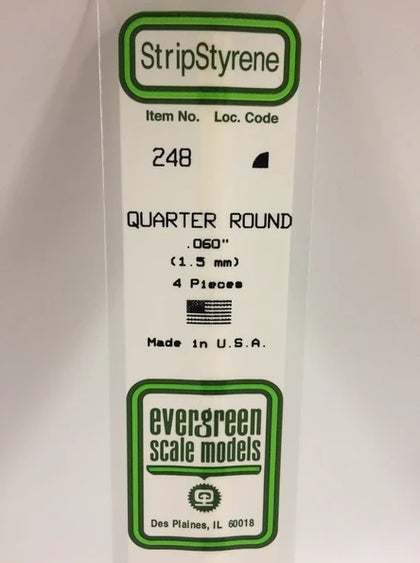 StripStyrene
Item No. Loc. Code
248
QUARTER ROUND
.060"
(1.5 mm)
4 Pieces
Made in U.S.A.
evergreen
scale models
Des Plaines, IL 60018